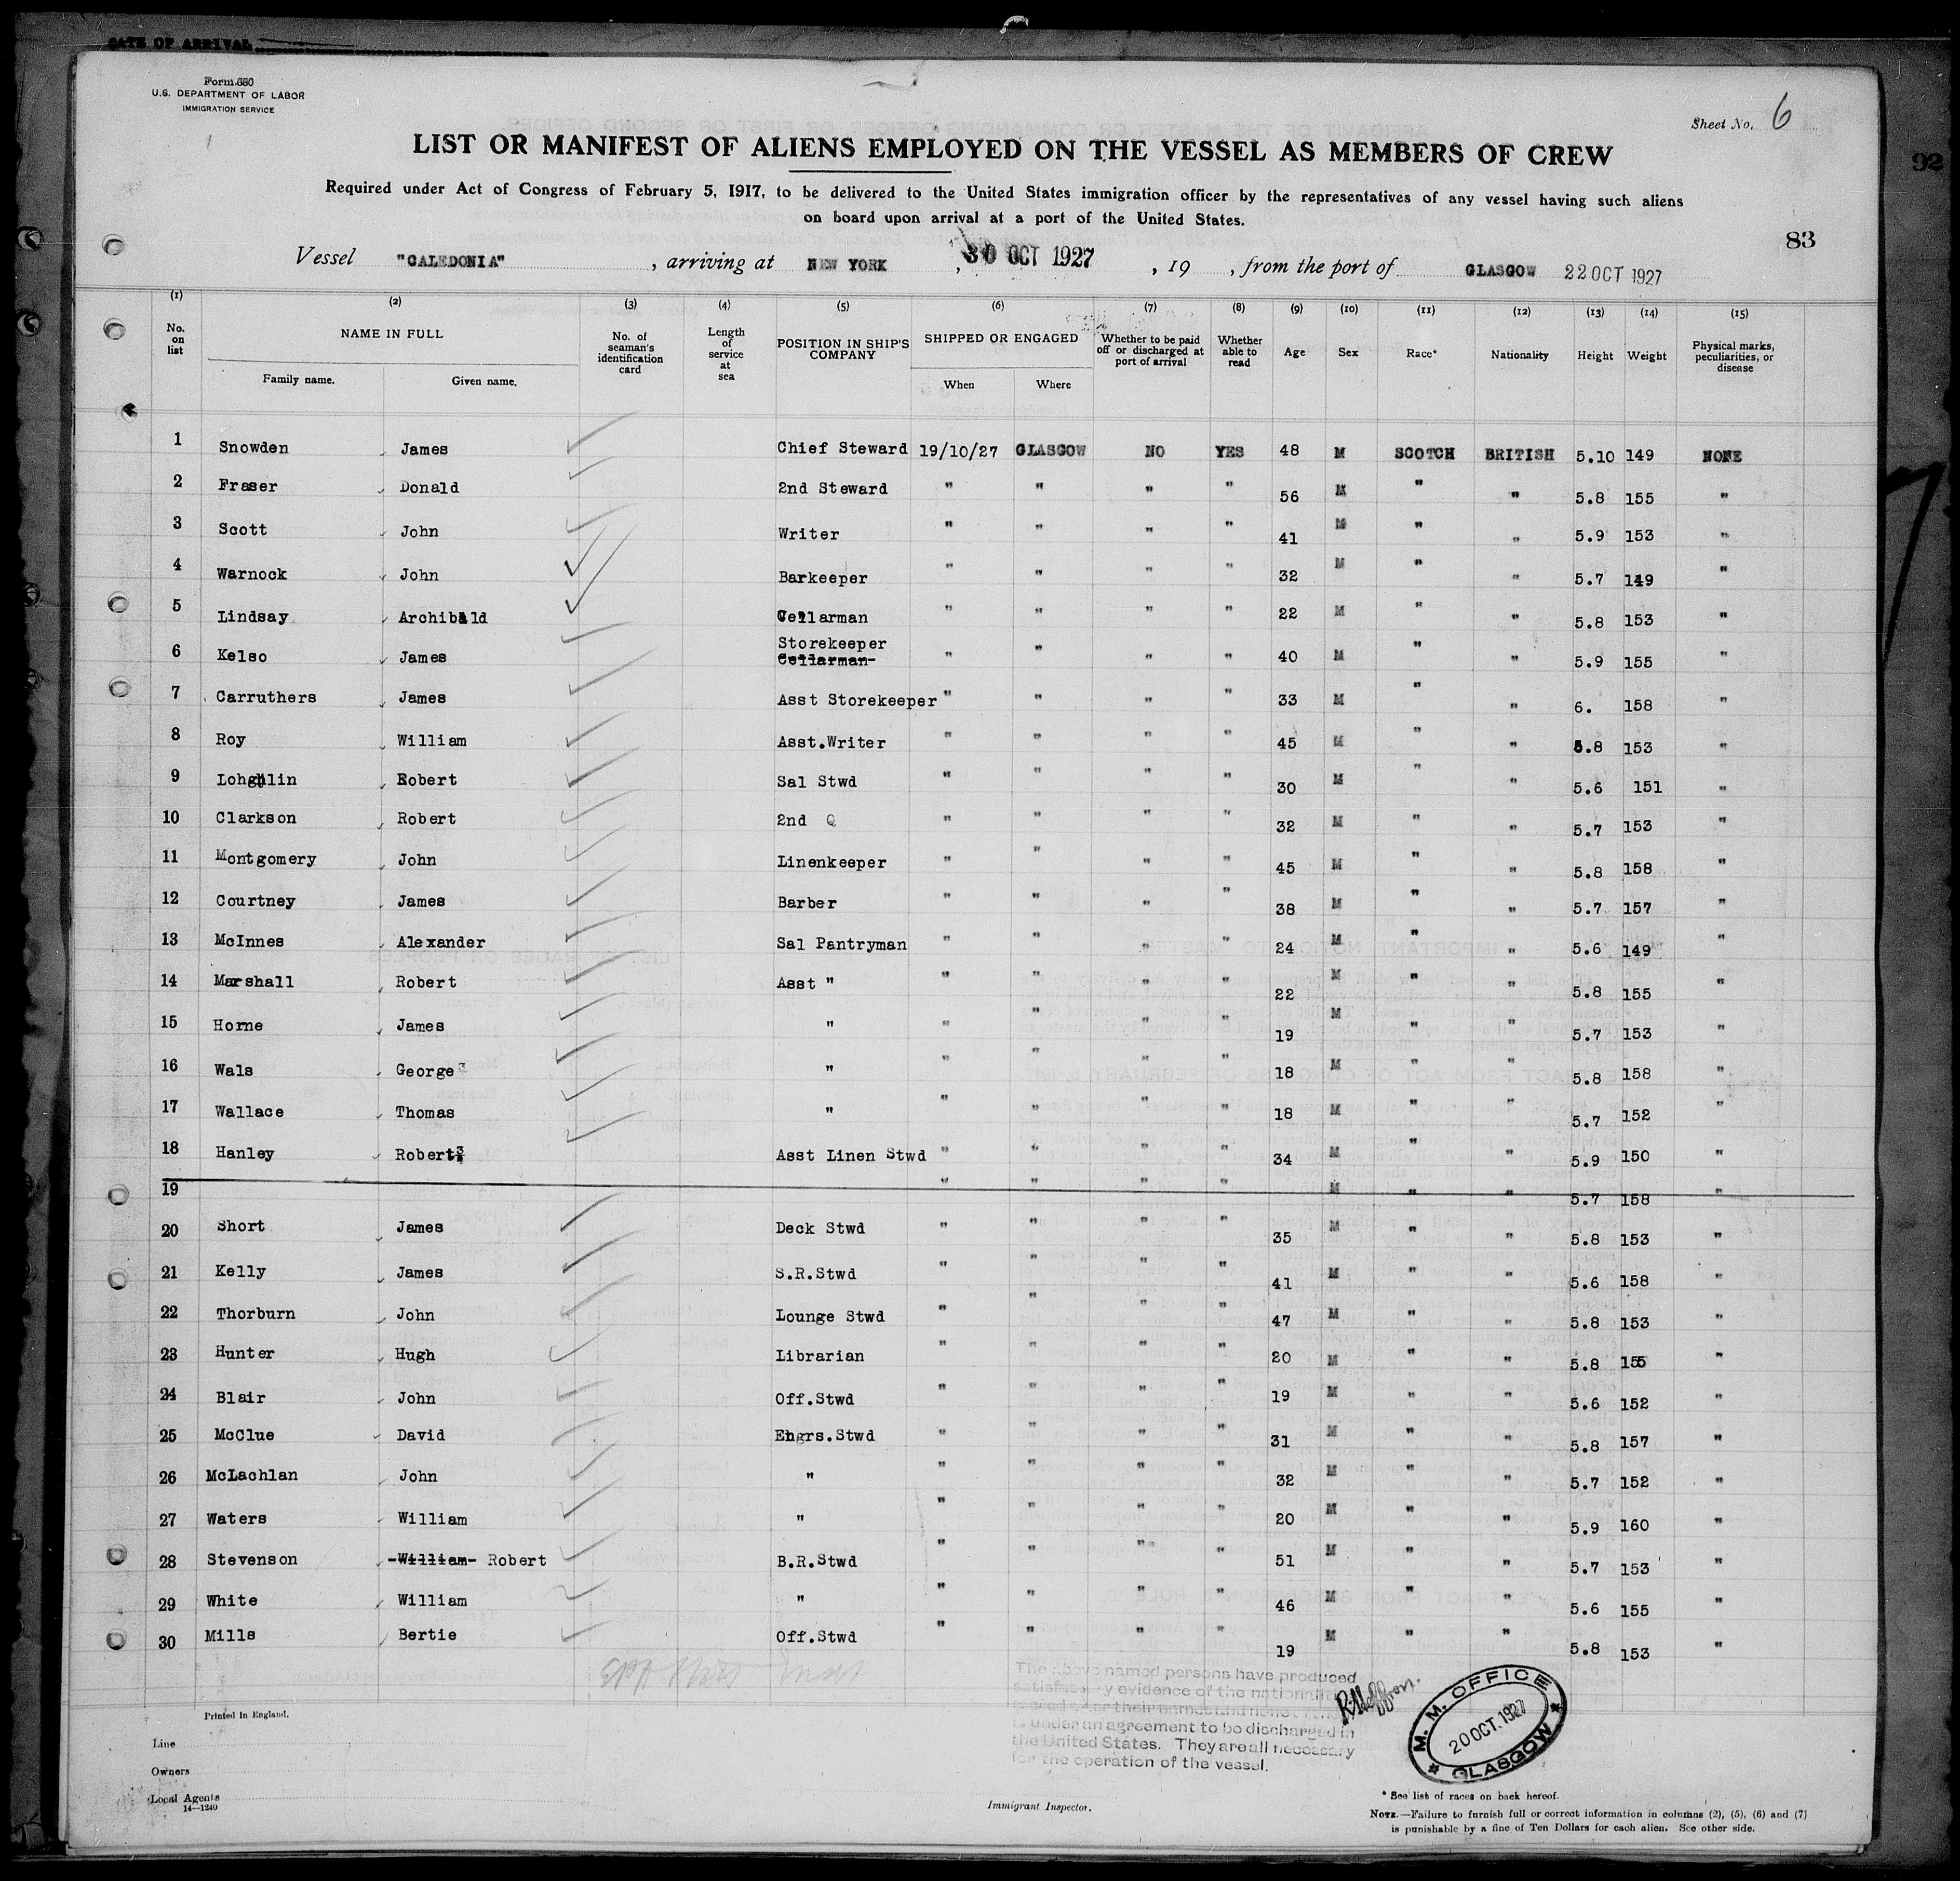 DATE OF ARRIVAL
Form 680
U.S. DEPARTMENT OF LABOR
IMMIGRATION SERVICE
Sheet No. 6
92
LIST OR MANIFEST OF ALIENS EMPLOYED ON THE VESSEL AS MEMBERS OF CREW
Required under Act of Congress of February 5, 1917, to be delivered to the United States immigration officer by the representatives of any vessel having such aliens
on board upon arrival at a port of the United States.
83
Vessel "CALEDONIA" , arriving at NEW YORK , 30 OCT 1927 , 19 , from the port of GLASGOW 22 OCT 1927
(1) (2) (3) (4) (5) (6) (7) (8) (9) (10) (11) (12) (13) (14) (15)
No. on list NAME IN FULL Family name. Given name. No. of seaman's identification card Length of service at sea POSITION IN SHIP'S COMPANY SHIPPED OR ENGAGED When Where Whether to be paid off or discharged at port of arrival Whether able to read Age Sex Race* Nationality Height Weight Physical marks, peculiarities, or disease
1 Snowden James Chief Steward 19/10/27 GLASGOW NO YES 48 M SCOTCH BRITISH 5.10 149 NONE
2 Fraser Donald 2nd Steward " " " " 56 M " " 5.8 155 "
3 Scott John Writer " " " " 41 M " " 5.9 153 "
4 Warnock John Barkeeper " " " " 32 M " " 5.7 149 "
5 Lindsay Archibald Cellarman " " " " 22 M " " 5.8 153 "
6 Kelso James Storekeeper Cellarman- " " " " 40 M " " 5.9 155 "
7 Carruthers James Asst Storekeeper " " " " 33 M " " 6. 158 "
8 Roy William Asst.Writer " " " " 45 M " " 5.8 153 "
9 Lohghlin Robert Sal Stwd " " " " 30 M " " 5.6 151 "
10 Clarkson Robert 2nd Q " " " " 32 M " " 5.7 153 "
11 Montgomery John Linenkeeper " " " " 45 M " " 5.8 158 "
12 Courtney James Barber " " " " 38 M " " 5.7 157 "
13 McInnes Alexander Sal Pantryman " " " " 24 M " " 5.6 149 "
14 Marshall Robert Asst " " " " " 22 M " " 5.8 155 "
15 Horne James " " " " " 19 M " " 5.7 153 "
16 Wals George " " " " " 18 M " " 5.8 158 "
17 Wallace Thomas " " " " " 18 M " " 5.7 152 "
18 Hanley Robert Asst Linen Stwd " " " " 34 M " " 5.9 150 "
19 " " " " M " " 5.7 158 "
20 Short James Deck Stwd " " " " 35 M " " 5.8 153 "
21 Kelly James S.R.Stwd " " " " 41 M " " 5.6 158 "
22 Thorburn John Lounge Stwd " " " " 47 M " " 5.8 153 "
23 Hunter Hugh Librarian " " " " 20 M " " 5.8 155 "
24 Blair John Off.Stwd " " " " 19 M " " 5.6 152 "
25 McClue David Engrs.Stwd " " " " 31 M " " 5.8 157 "
26 McLachlan John " " " " " 32 M " " 5.7 152 "
27 Waters William " " " " " 20 M " " 5.9 160 "
28 Stevenson -William- Robert B.R.Stwd " " " " 51 M " " 5.7 153 "
29 White William " " " " " 46 M " " 5.6 155 "
30 Mills Bertie Off.Stwd " " " " 19 M " " 5.8 153 "
The above named persons have produced
satisfactory evidence of the nationality
under an agreement to be discharged in
the United States. They are all necessary
for the operation of the vessel.
M. M. OFFICE
20 OCT. 1927
GLASGOW
Printed in England.
Line
Owners
Local Agents
14—1240
Immigrant Inspector.
* See list of races on back hereof.
NOTE.—Failure to furnish full or correct information in columns (2), (5), (6) and (7)
is punishable by a fine of Ten Dollars for each alien. See other side.